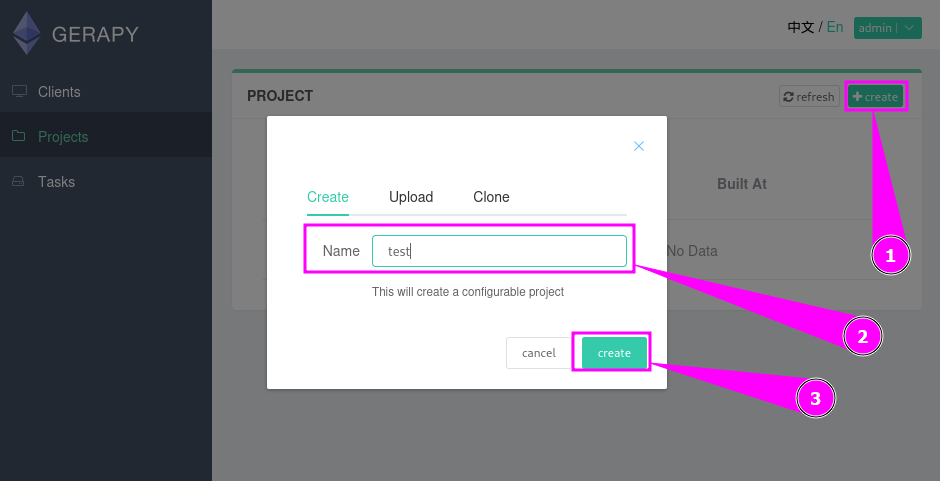 GERAPY
中文 / En admin
Clients
Projects
Tasks
PROJECT
refresh
+ create
Built At
No Data
Create Upload Clone
Name test
This will create a configurable project
cancel create
1
2
3